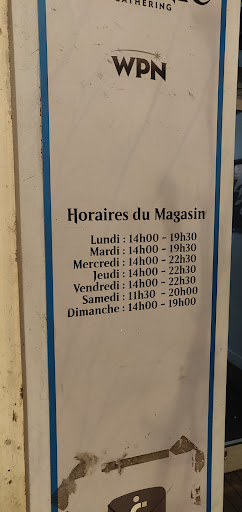 GATHERING
WPN
Horaires du Magasin
Lundi : 14h00 - 19h30
Mardi : 14h00 - 19h30
Mercredi : 14h00 - 22h30
Jeudi : 14h00 - 22h30
Vendredi : 14h00 - 22h30
Samedi : 11h30 - 20h00
Dimanche : 14h00 - 19h00